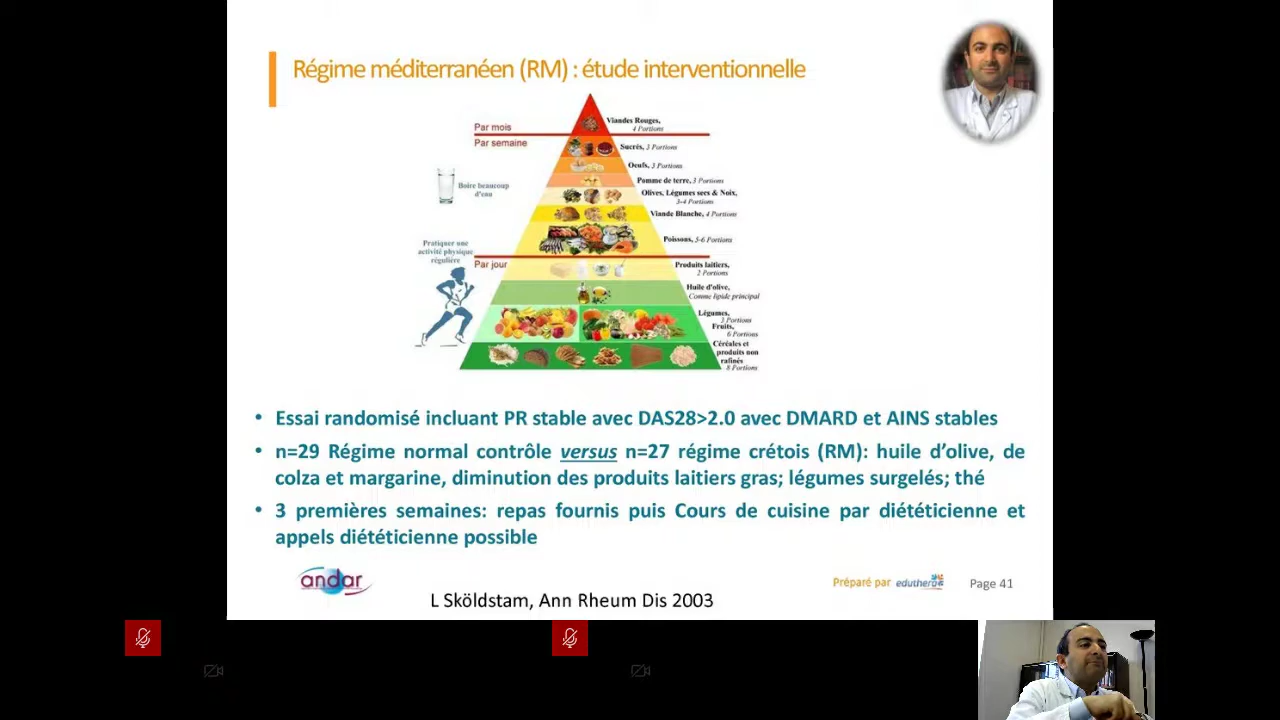 Régime méditerranéen (RM) : étude interventionnelle
Par mois
Viandes Rouges,
4 Portions
Par semaine
Sucrés, 3 Portions
Oeufs, 3 Portions
Pomme de terre, 3 Portions
Boire beaucoup
d'eau
Olives, Légumes secs & Noix,
3-4 Portions
Viande Blanche, 4 Portions
Poissons, 5-6 Portions
Pratiquer une
activité physique
régulière
Par jour
Produits laitiers,
2 Portions
Huile d'olive,
Comme lipide principal
Légumes,
3 Portions
Fruits,
6 Portions
Céréales et
produits non
rafinés
8 Portions
• Essai randomisé incluant PR stable avec DAS28>2.0 avec DMARD et AINS stables
• n=29 Régime normal contrôle versus n=27 régime crétois (RM): huile d’olive, de
colza et margarine, diminution des produits laitiers gras; légumes surgelés; thé
• 3 premières semaines: repas fournis puis Cours de cuisine par diététicienne et
appels diététicienne possible
andar
Préparé par eduthera
Page 41
L Sköldstam, Ann Rheum Dis 2003